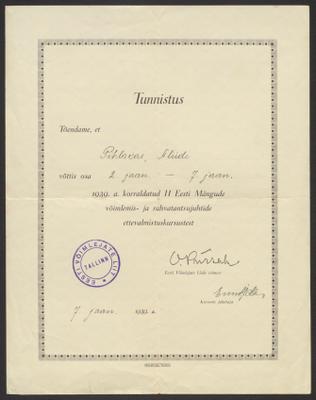 Tunnistus
Tõendame, et
Pihlakas, Aliide
võttis osa 2 jaan. — 7 jaan.
1939. a. korraldatud II Eesti Mängude
võimlemis- ja rahvatantsujuhtide
ettevalmistuskursustest
EESTI VÕIMLEJATE LIIT
TALLINN
Eesti Võimlejate Liidu esimees
Kursuste juhataja
7. jaan. 1939. a.